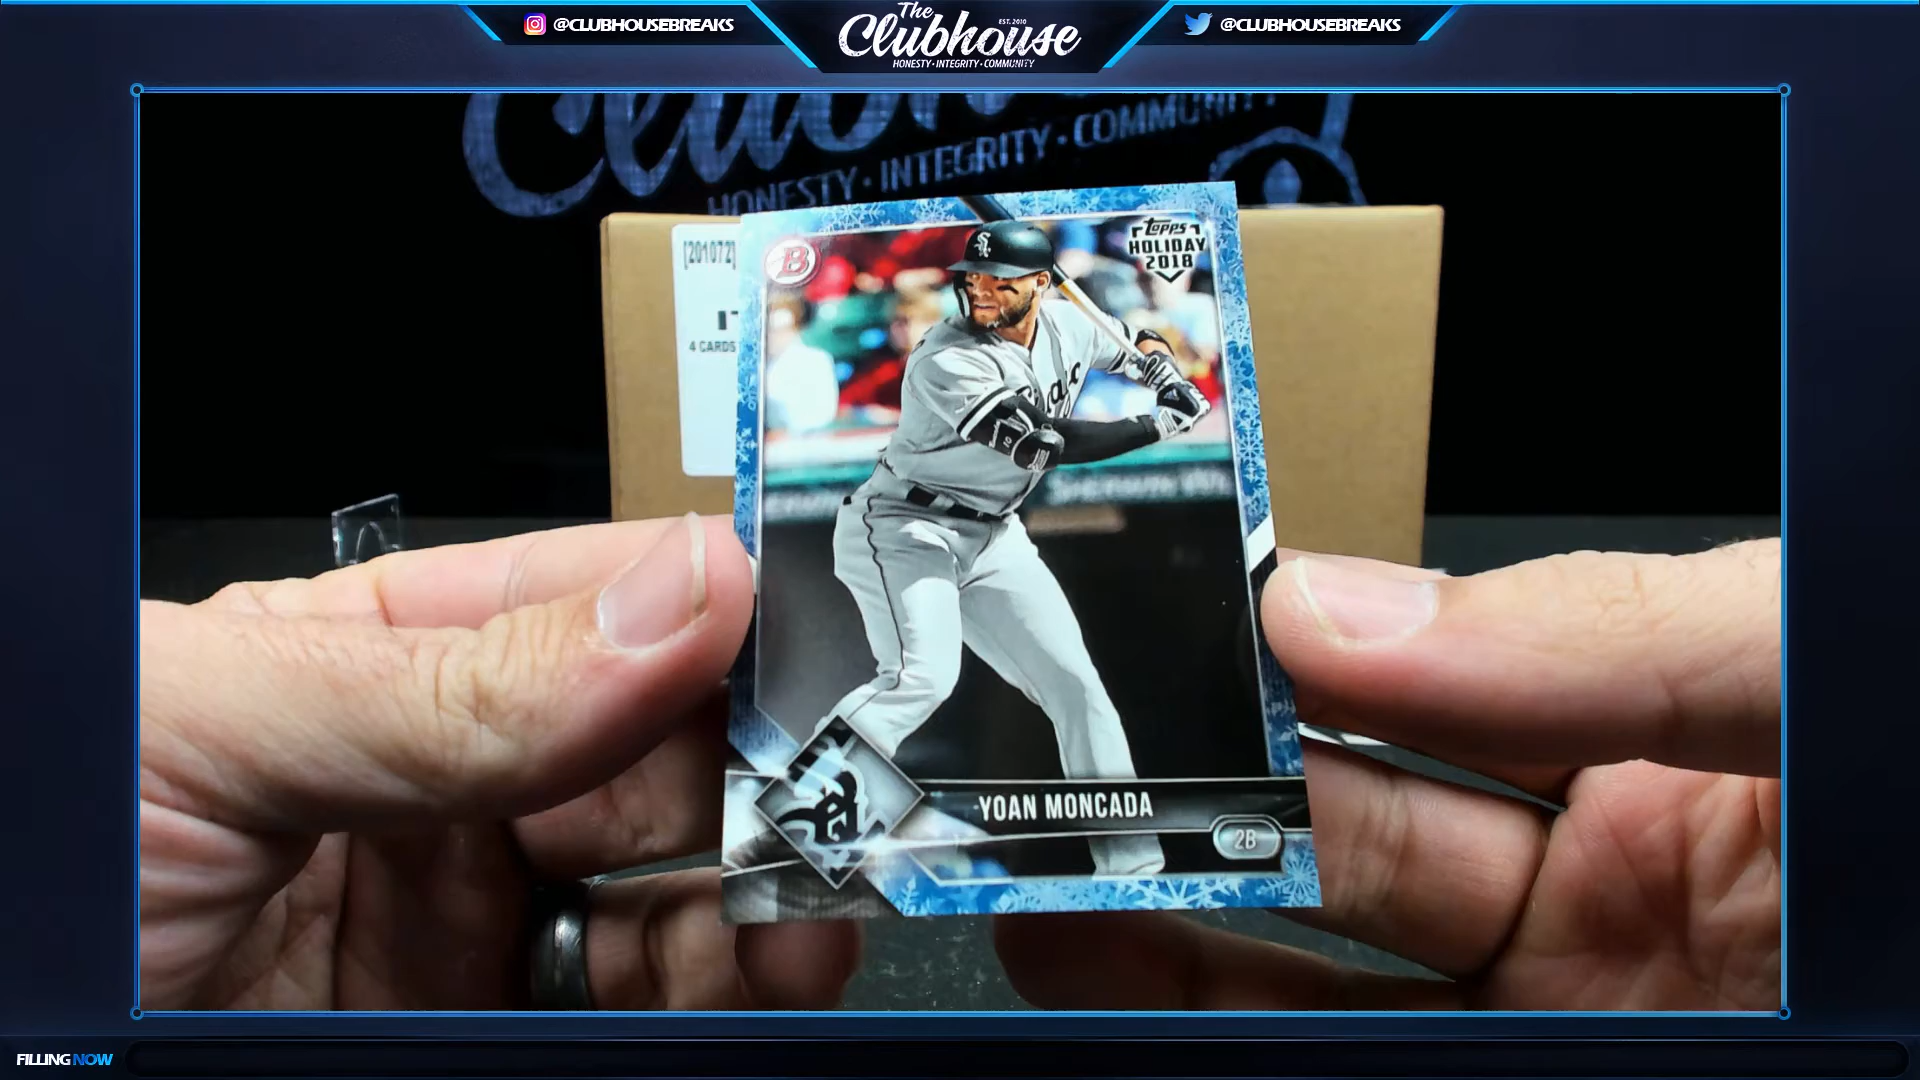 @CLUBHOUSEBREAKS
The
EST. 2010
Clubhouse
HONESTY·INTEGRITY·COMMUNITY
@CLUBHOUSEBREAKS
HONESTY · INTEGRITY · COMMUNITY
[201072]
4 CARDS
B
Topps
HOLIDAY
2018
YOAN MONCADA
2B
FILLING NOW